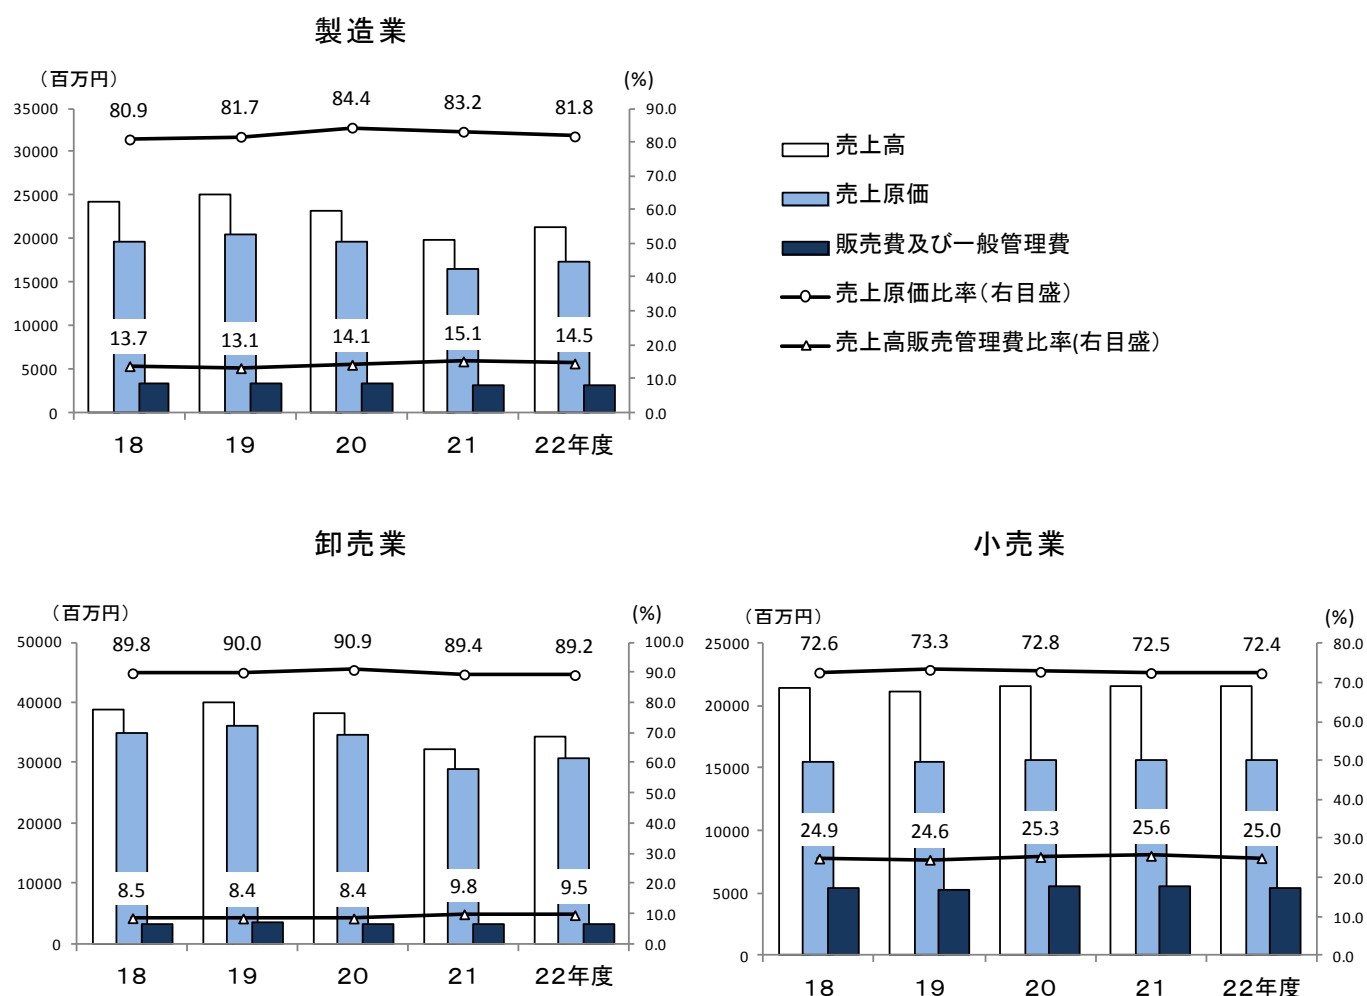 製造業
（百万円）
(%)
35000
30000
25000
20000
15000
10000
5000
0
90.0
80.0
70.0
60.0
50.0
40.0
30.0
20.0
10.0
0.0
80.9 81.7 84.4 83.2 81.8
13.7 13.1 14.1 15.1 14.5
18 19 20 21 22年度
売上高
売上原価
販売費及び一般管理費
売上原価比率（右目盛）
売上高販売管理費比率(右目盛）
卸売業
（百万円）
(%)
50000
40000
30000
20000
10000
0
100.0
90.0
80.0
70.0
60.0
50.0
40.0
30.0
20.0
10.0
0.0
89.8 90.0 90.9 89.4 89.2
8.5 8.4 8.4 9.8 9.5
18 19 20 21 22年度
小売業
（百万円）
(%)
25000
20000
15000
10000
5000
0
80.0
70.0
60.0
50.0
40.0
30.0
20.0
10.0
0.0
72.6 73.3 72.8 72.5 72.4
24.9 24.6 25.3 25.6 25.0
18 19 20 21 22年度